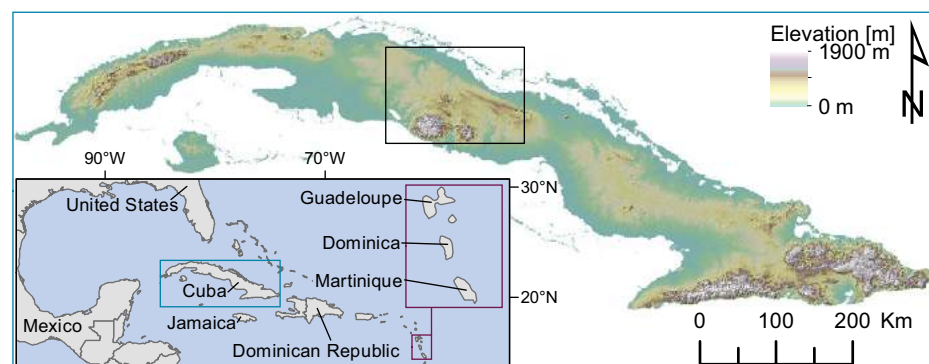 Elevation [m]
1900 m
0 m
N
90°W
70°W
30°N
20°N
United States
Guadeloupe
Dominica
Martinique
Cuba
Mexico
Jamaica
Dominican Republic
0 100 200 Km